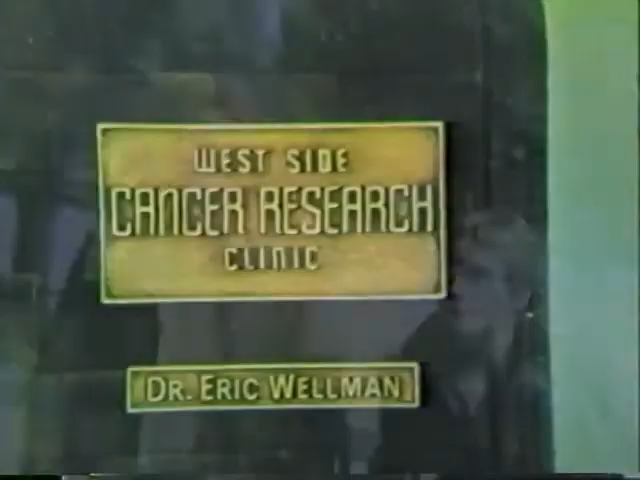 WEST SIDE
CANCER RESEARCH
CLINIC
DR. ERIC WELLMAN